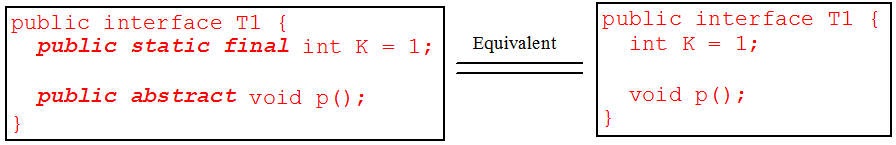 public interface T1 {
public static final int K = 1;
public abstract void p();
}
Equivalent
public interface T1 {
int K = 1;
void p();
}